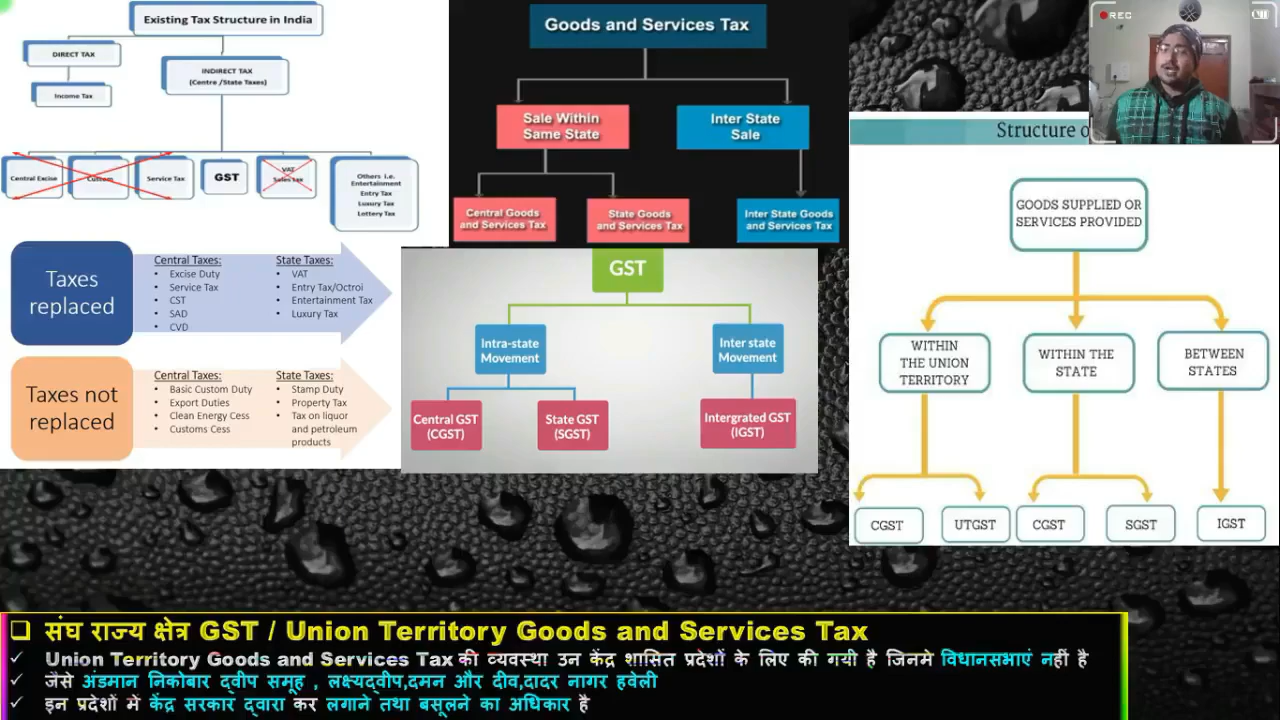 Existing Tax Structure in India
DIRECT TAX
Income Tax
INDIRECT TAX
(Centre /State Taxes)
Central Excise
Custom
Service Tax
GST
VAT
Sales tax
Others i.e.
Entertainment
Entry Tax
Luxury Tax
Lottery Tax
Taxes
replaced
Central Taxes:
• Excise Duty
• Service Tax
• CST
• SAD
• CVD
State Taxes:
• VAT
• Entry Tax/Octroi
• Entertainment Tax
• Luxury Tax
Taxes not
replaced
Central Taxes:
• Basic Custom Duty
• Export Duties
• Clean Energy Cess
• Customs Cess
State Taxes:
• Stamp Duty
• Property Tax
• Tax on liquor
and petroleum
products
Goods and Services Tax
Sale Within
Same State
Inter State
Sale
Central Goods
and Services Tax
State Goods
and Services Tax
Inter State Goods
and Services Tax
GST
Intra-state
Movement
Inter state
Movement
Central GST
(CGST)
State GST
(SGST)
Intergrated GST
(IGST)
REC
Structure o
GOODS SUPPLIED OR
SERVICES PROVIDED
WITHIN
THE UNION
TERRITORY
WITHIN THE
STATE
BETWEEN
STATES
CGST
UTGST
CGST
SGST
IGST
❑ संघ राज्य क्षेत्र GST / Union Territory Goods and Services Tax
✓ Union Territory Goods and Services Tax की व्यवस्था उन केंद्र शासित प्रदेशों के लिए की गयी है जिनमे विधानसभाएं नहीं है
✓ जैसे अंडमान निकोबार द्वीप समूह , लक्ष्यद्वीप,दमन और दीव,दादर नागर हवेली
✓ इन प्रदेशों में केंद्र सरकार द्वारा कर लगाने तथा बसूलने का अधिकार है